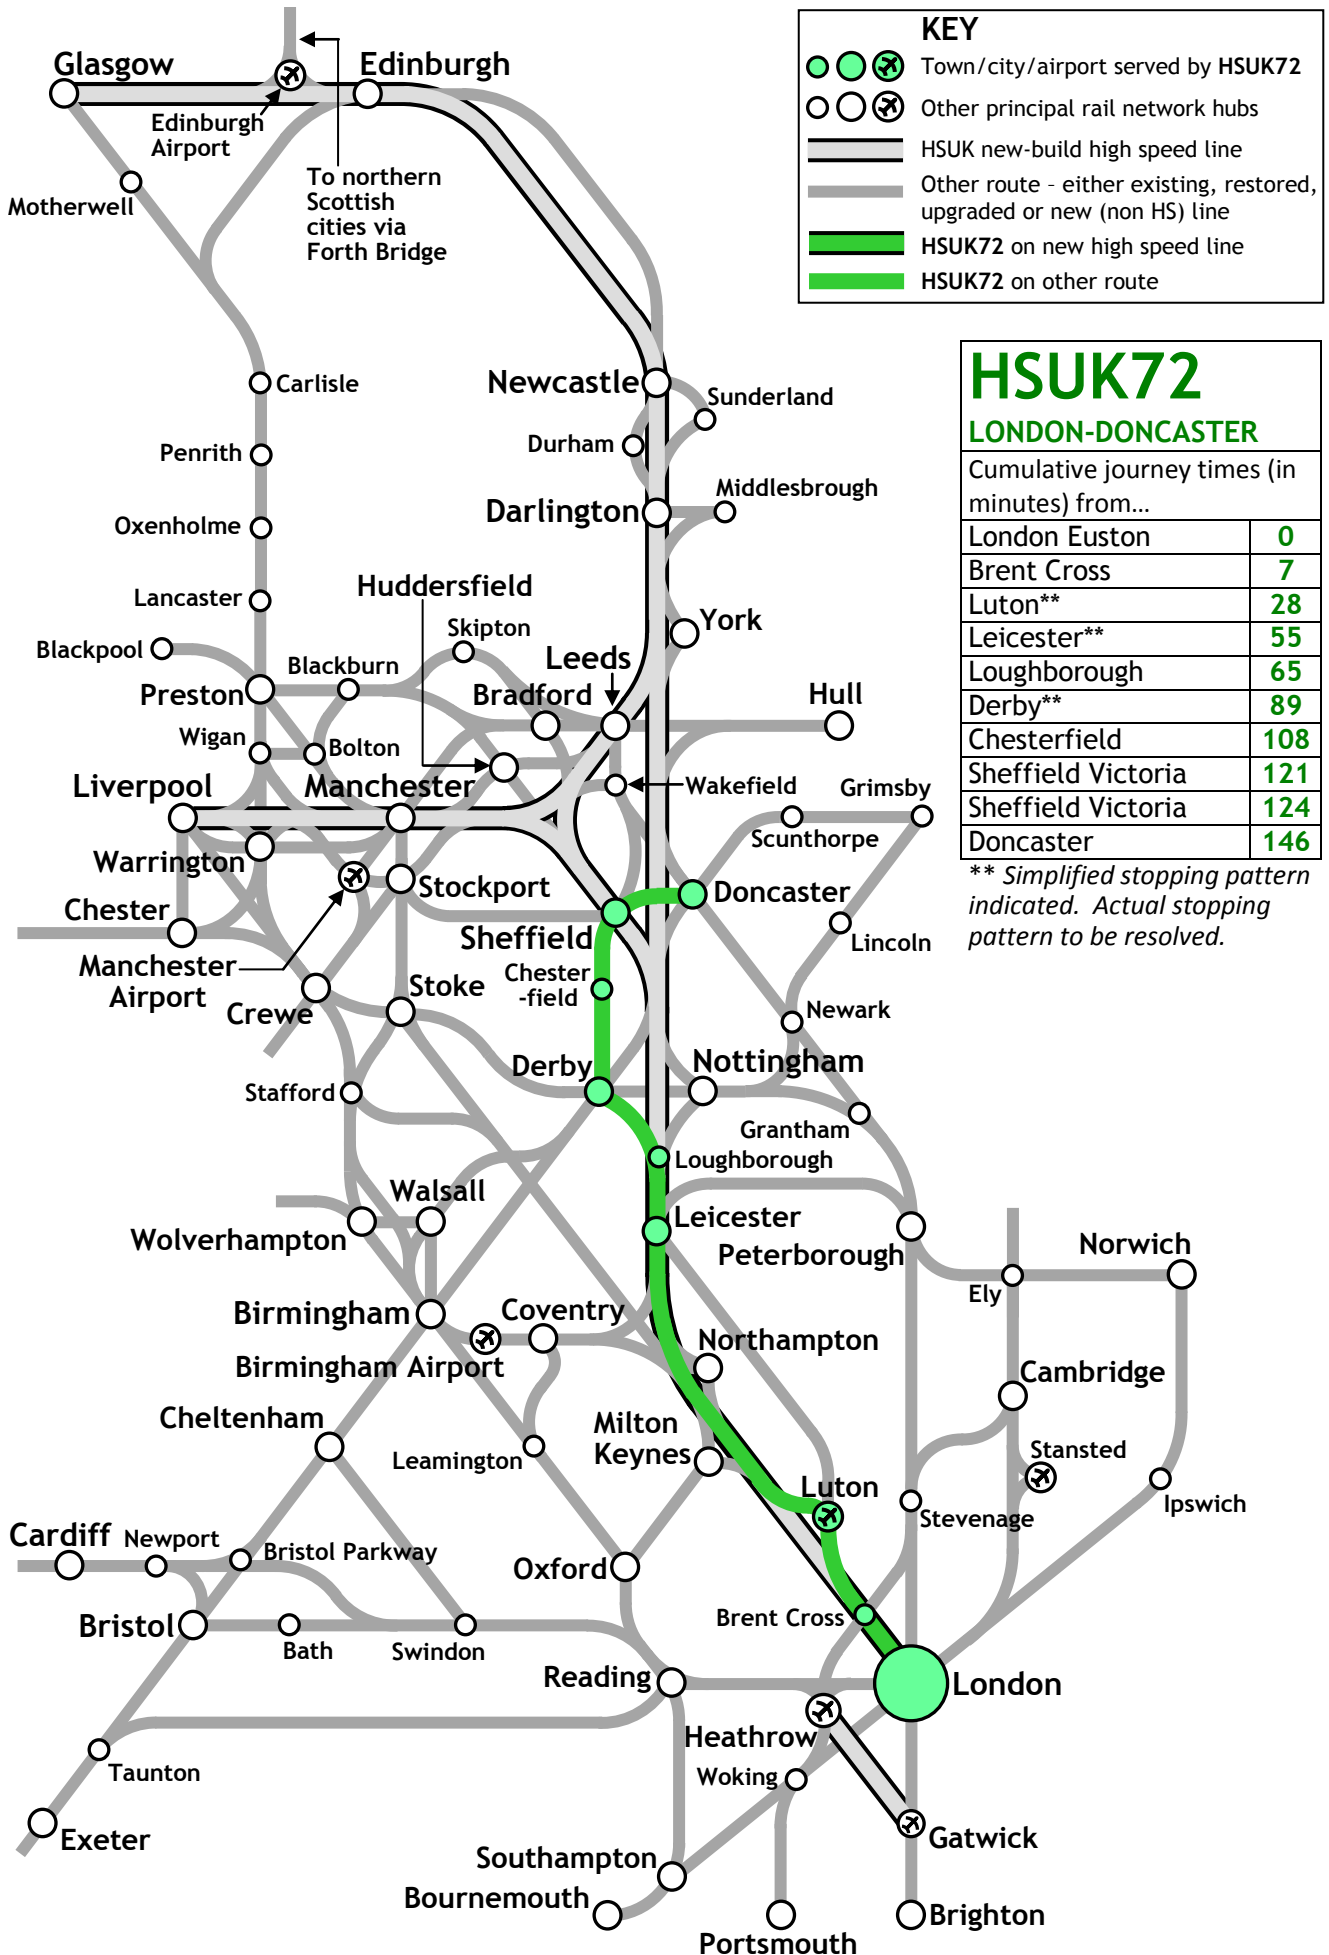 KEY
Town/city/airport served by HSUK72
Other principal rail network hubs
HSUK new-build high speed line
Other route - either existing, restored,
upgraded or new (non HS) line
HSUK72 on new high speed line
HSUK72 on other route
HSUK72
LONDON-DONCASTER
Cumulative journey times (in
minutes) from...
London Euston 0
Brent Cross 7
Luton** 28
Leicester** 55
Loughborough 65
Derby** 89
Chesterfield 108
Sheffield Victoria 121
Sheffield Victoria 124
Doncaster 146
** Simplified stopping pattern
indicated. Actual stopping
pattern to be resolved.
Glasgow
Edinburgh
Edinburgh
Airport
To northern
Scottish
cities via
Forth Bridge
Motherwell
Carlisle
Newcastle
Sunderland
Durham
Penrith
Middlesbrough
Darlington
Oxenholme
Huddersfield
Lancaster
York
Skipton
Blackpool
Leeds
Blackburn
Preston
Bradford
Hull
Wigan
Bolton
Liverpool
Manchester
Wakefield
Grimsby
Scunthorpe
Warrington
Stockport
Doncaster
Chester
Sheffield
Lincoln
Manchester
Airport
Chester
-field
Stoke
Crewe
Newark
Derby
Nottingham
Stafford
Grantham
Loughborough
Walsall
Leicester
Wolverhampton
Peterborough
Norwich
Ely
Birmingham
Coventry
Northampton
Birmingham Airport
Cambridge
Cheltenham
Milton
Keynes
Leamington
Stansted
Luton
Ipswich
Stevenage
Cardiff
Newport
Bristol Parkway
Oxford
Bristol
Brent Cross
Bath
Swindon
Reading
London
Heathrow
Taunton
Woking
Exeter
Gatwick
Southampton
Bournemouth
Brighton
Portsmouth